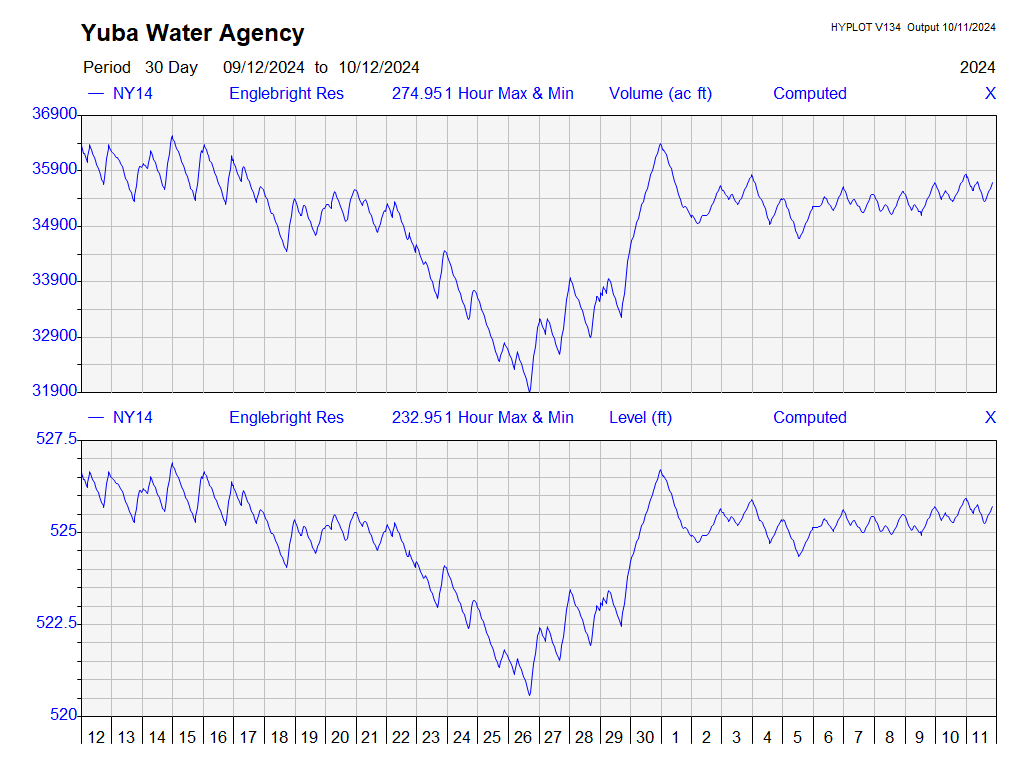 Yuba Water Agency
HYPLOT V134 Output 10/11/2024
Period 30 Day 09/12/2024 to 10/12/2024 2024
— NY14 Englebright Res 274.951 Hour Max & Min Volume (ac ft) Computed X
36900
35900
34900
33900
32900
31900
— NY14 Englebright Res 232.951 Hour Max & Min Level (ft) Computed X
527.5
525
522.5
520
12 13 14 15 16 17 18 19 20 21 22 23 24 25 26 27 28 29 30 1 2 3 4 5 6 7 8 9 10 11